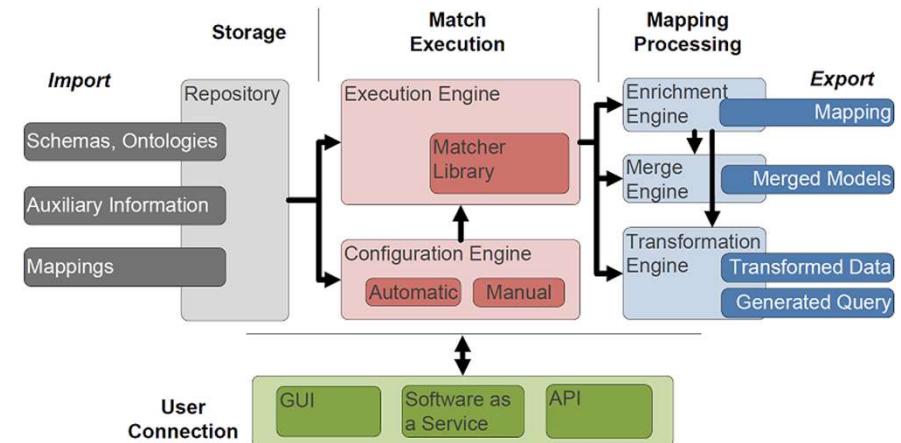 Storage
Match
Execution
Mapping
Processing
Import
Export
Repository
Schemas, Ontologies
Auxiliary Information
Mappings
Execution Engine
Matcher
Library
Configuration Engine
Automatic
Manual
Enrichment
Engine
Mapping
Merge
Engine
Merged Models
Transformation
Engine
Transformed Data
Generated Query
User
Connection
GUI
Software as
a Service
API